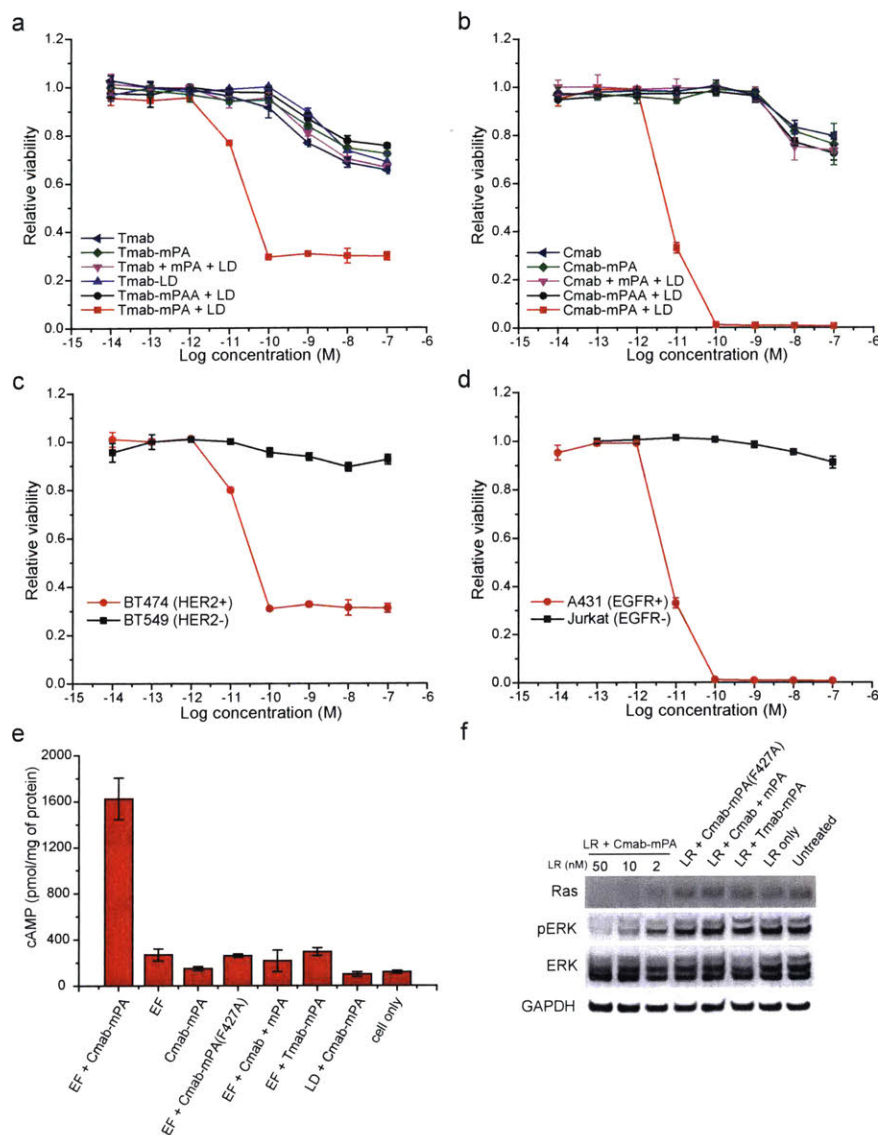 a
1.2
1.0
0.8
0.6
0.4
0.2
0.0
Relative viability
Tmab
Tmab-mPA
Tmab + mPA + LD
Tmab-LD
Tmab-mPAA + LD
Tmab-mPA + LD
-15 -14 -13 -12 -11 -10 -9 -8 -7 -6
Log concentration (M)
b
1.2
1.0
0.8
0.6
0.4
0.2
0.0
Relative viability
Cmab
Cmab-mPA
Cmab + mPA + LD
Cmab-mPAA + LD
Cmab-mPA + LD
-15 -14 -13 -12 -11 -10 -9 -8 -7 -6
Log concentration (M)
c
1.2
1.0
0.8
0.6
0.4
0.2
0.0
Relative viability
BT474 (HER2+)
BT549 (HER2-)
-15 -14 -13 -12 -11 -10 -9 -8 -7 -6
Log concentration (M)
d
1.2
1.0
0.8
0.6
0.4
0.2
0.0
Relative viability
A431 (EGFR+)
Jurkat (EGFR-)
-15 -14 -13 -12 -11 -10 -9 -8 -7 -6
Log concentration (M)
e
2000
1600
1200
800
400
0
cAMP (pmol/mg of protein)
EF + Cmab-mPA
EF
Cmab-mPA
EF + Cmab-mPA(F427A)
EF + Cmab + mPA
EF + Tmab-mPA
LD + Cmab-mPA
cell only
f
LR + Cmab-mPA
LR (nM) 50 10 2
LR + Cmab-mPA(F427A)
LR + Cmab + mPA
LR + Tmab-mPA
LR only
Untreated
Ras
pERK
ERK
GAPDH